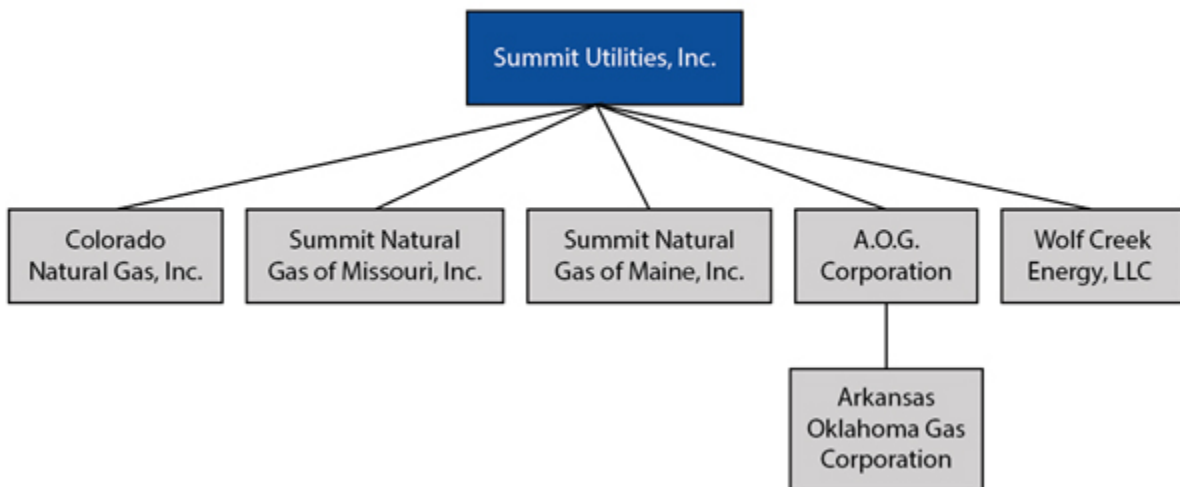 Summit Utilities, Inc.
Colorado
Natural Gas, Inc.
Summit Natural
Gas of Missouri, Inc.
Summit Natural
Gas of Maine, Inc.
A.O.G.
Corporation
Wolf Creek
Energy, LLC
Arkansas
Oklahoma Gas
Corporation